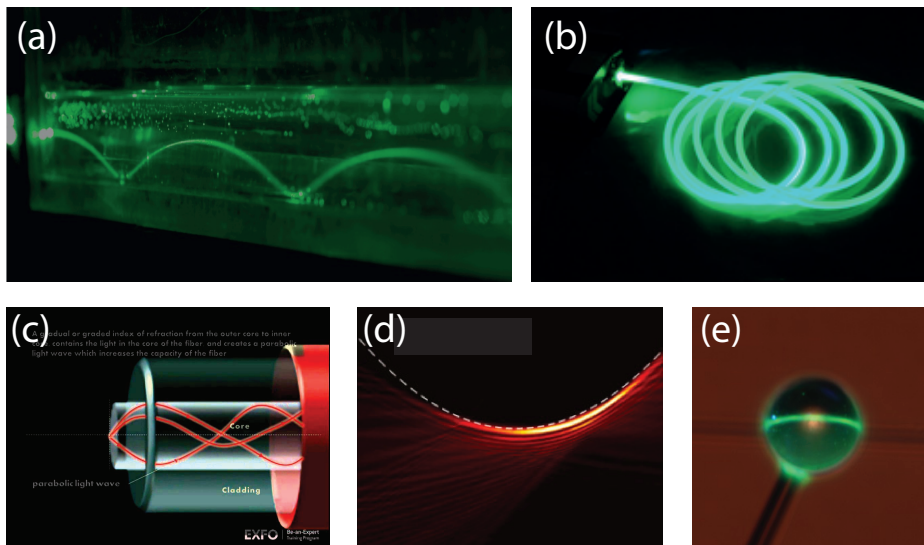 (a)
(b)
(c)
A gradual or graded index of refraction from the outer core to inner
core, contains the light in the core of the fiber and creates a parabolic
light wave which increases the capacity of the fiber
Core
parabolic light wave
Cladding
EXFO Be-an-Expert
Training Program
(d)
(e)